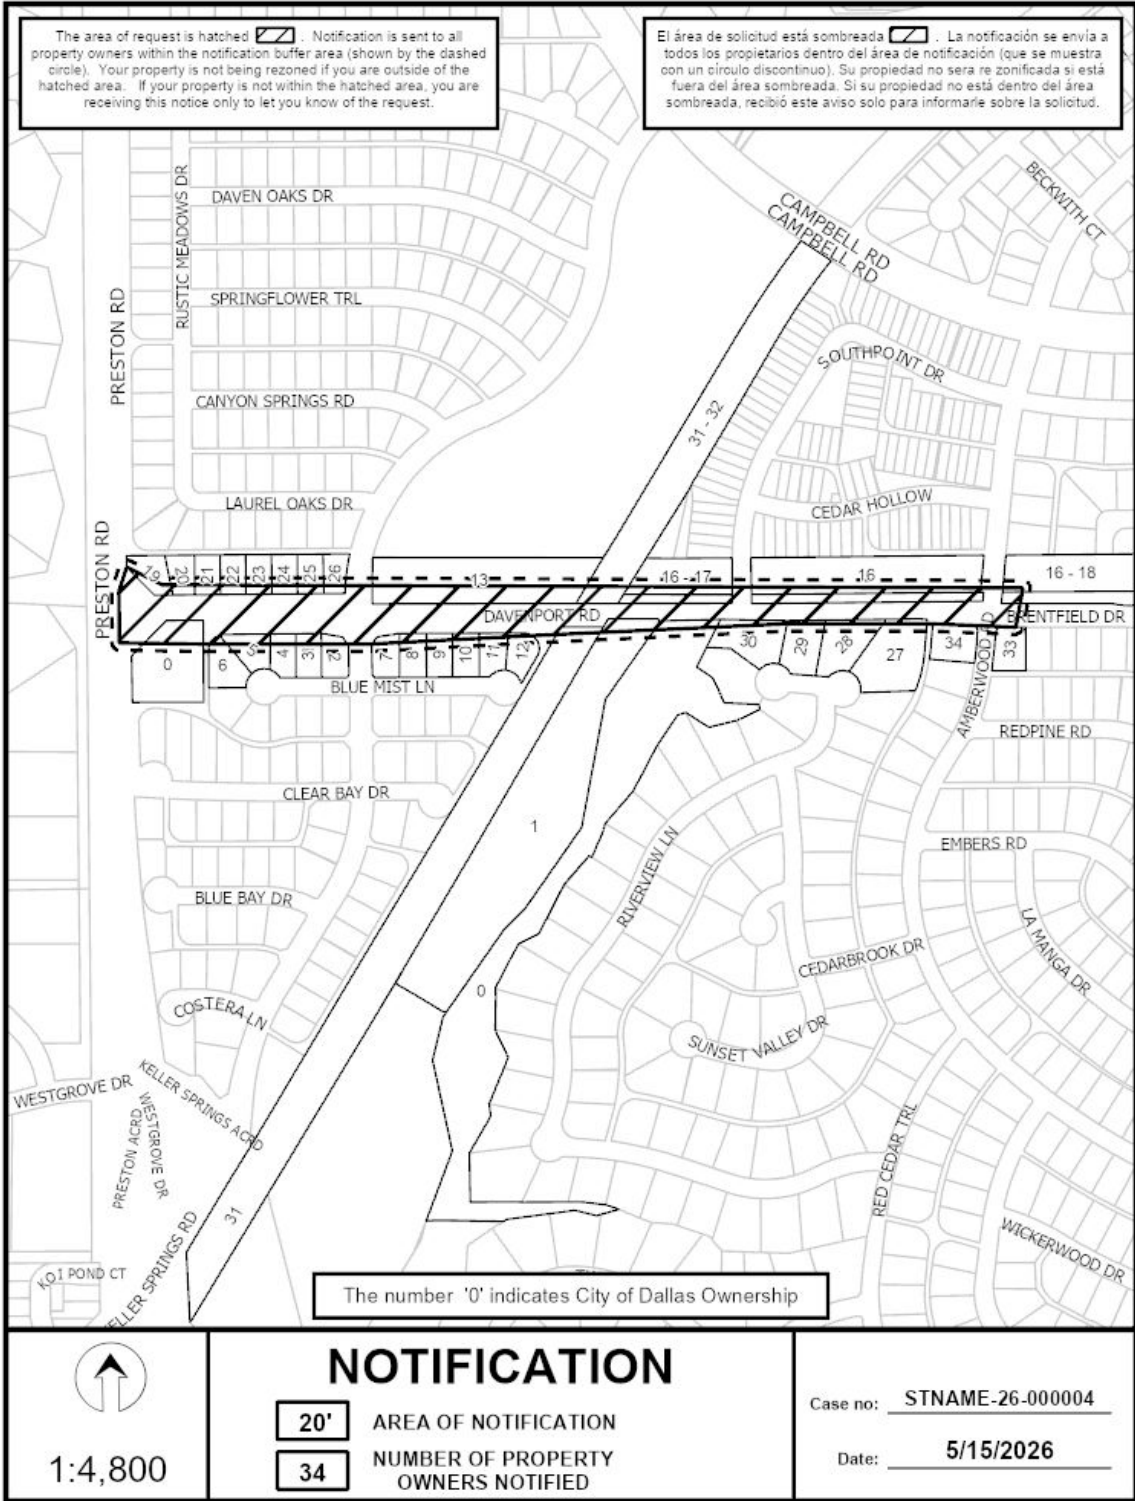 The area of request is hatched . Notification is sent to all
property owners within the notification buffer area (shown by the dashed
circle). Your property is not being rezoned if you are outside of the
hatched area. If your property is not within the hatched area, you are
receiving this notice only to let you know of the request.
El área de solicitud está sombreada . La notificación se envía a
todos los propietarios dentro del área de notificación (que se muestra
con un círculo discontinuo). Su propiedad no sera re zonificada si está
fuera del área sombreada. Si su propiedad no está dentro del área
sombreada, recibió este aviso solo para informarle sobre la solicitud.
DAVEN OAKS DR
RUSTIC MEADOWS DR
BECKWITH CT
CAMPBELL RD
CAMPBELL RD
PRESTON RD
SPRINGFLOWER TRL
SOUTHPOINT DR
CANYON SPRINGS RD
31 - 32
LAUREL OAKS DR
CEDAR HOLLOW
PRESTON RD
19
20
21
22
23
24
25
26
13
16 - 17
16
16 - 18
DAVENPORT RD
BRENTFIELD DR
0
6
5
4
3
2
7
8
9
10
11
12
30
29
28
27
34
33
BLUE MIST LN
AMBERWOOD RD
REDPINE RD
CLEAR BAY DR
1
EMBERS RD
RIVERVIEW LN
BLUE BAY DR
LA MANGA DR
CEDARBROOK DR
0
COSTERA LN
SUNSET VALLEY DR
WESTGROVE DR
KELLER SPRINGS ACRD
PRESTON ACRD
WESTGROVE DR
RED CEDAR TRL
31
WICKERWOOD DR
KOI POND CT
ELLER SPRINGS RD
The number '0' indicates City of Dallas Ownership
1:4,800
NOTIFICATION
20' AREA OF NOTIFICATION
34 NUMBER OF PROPERTY
OWNERS NOTIFIED
Case no: STNAME-26-000004
Date: 5/15/2026